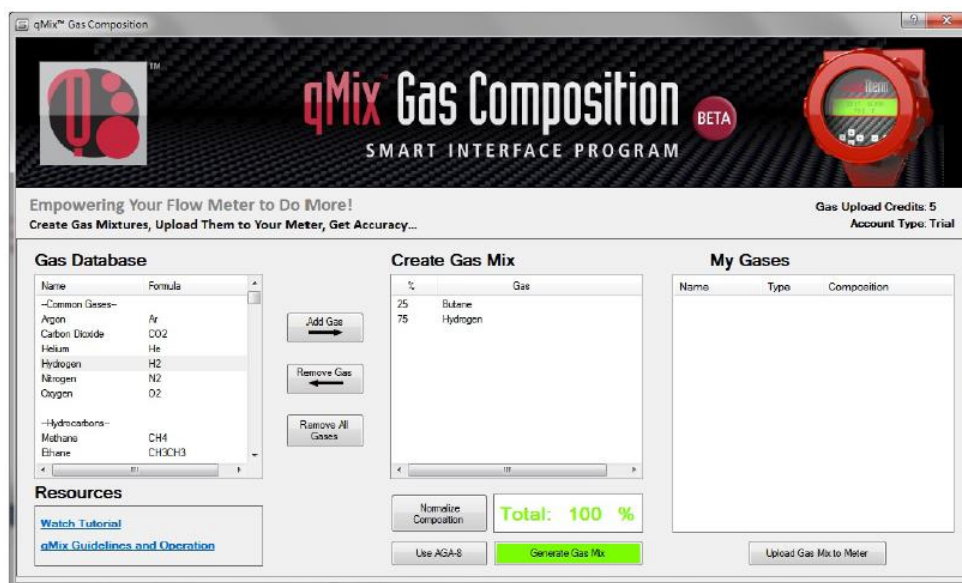 qMix™ Gas Composition
TM
qMix™ Gas Composition BETA
SMART INTERFACE PROGRAM
Empowering Your Flow Meter to Do More!
Create Gas Mixtures, Upload Them to Your Meter, Get Accuracy...
Gas Upload Credits: 5
Account Type: Trial
Gas Database
Name Formula
--Common Gases--
Argon Ar
Carbon Dioxide CO2
Helium He
Hydrogen H2
Nitrogen N2
Oxygen O2
--Hydrocarbons--
Methane CH4
Ethane CH3CH3
Add Gas
Remove Gas
Remove All
Gases
Create Gas Mix
% Gas
25 Butane
75 Hydrogen
Normalize
Composition
Total: 100 %
Use AGA-8
Generate Gas Mix
My Gases
Name Type Composition
Upload Gas Mix to Meter
Resources
Watch Tutorial
qMix Guidelines and Operation